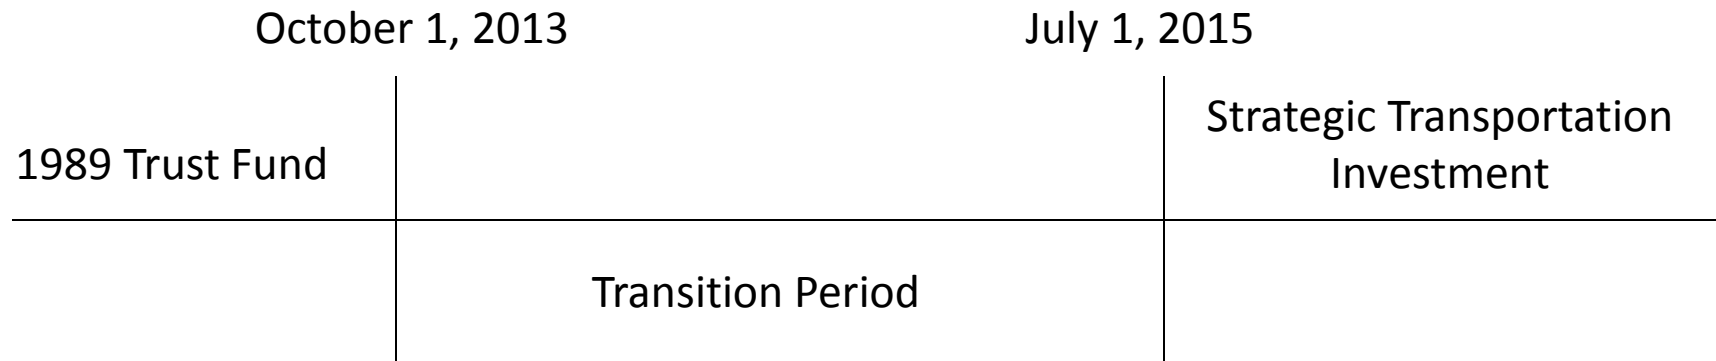 October 1, 2013
July 1, 2015
1989 Trust Fund
Strategic Transportation
Investment
Transition Period